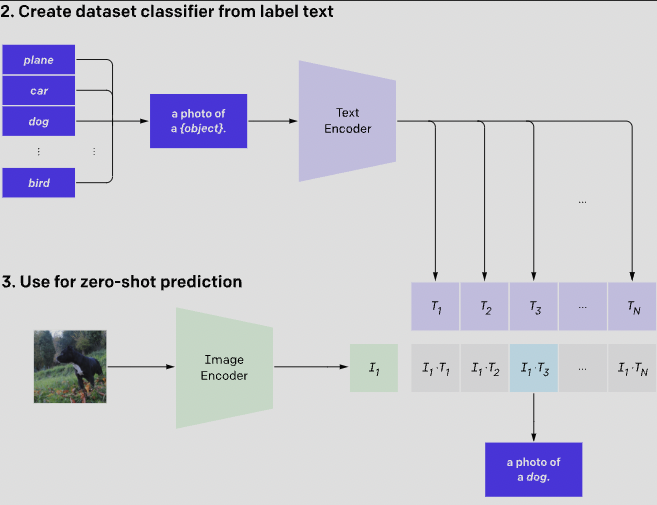 2. Create dataset classifier from label text
plane
car
dog
⋮
⋮
bird
a photo of
a {object}.
Text
Encoder
...
3. Use for zero-shot prediction
T1 T2 T3 ... TN
Image
Encoder
I1
I1·T1 I1·T2 I1·T3 ... I1·TN
a photo of
a dog.